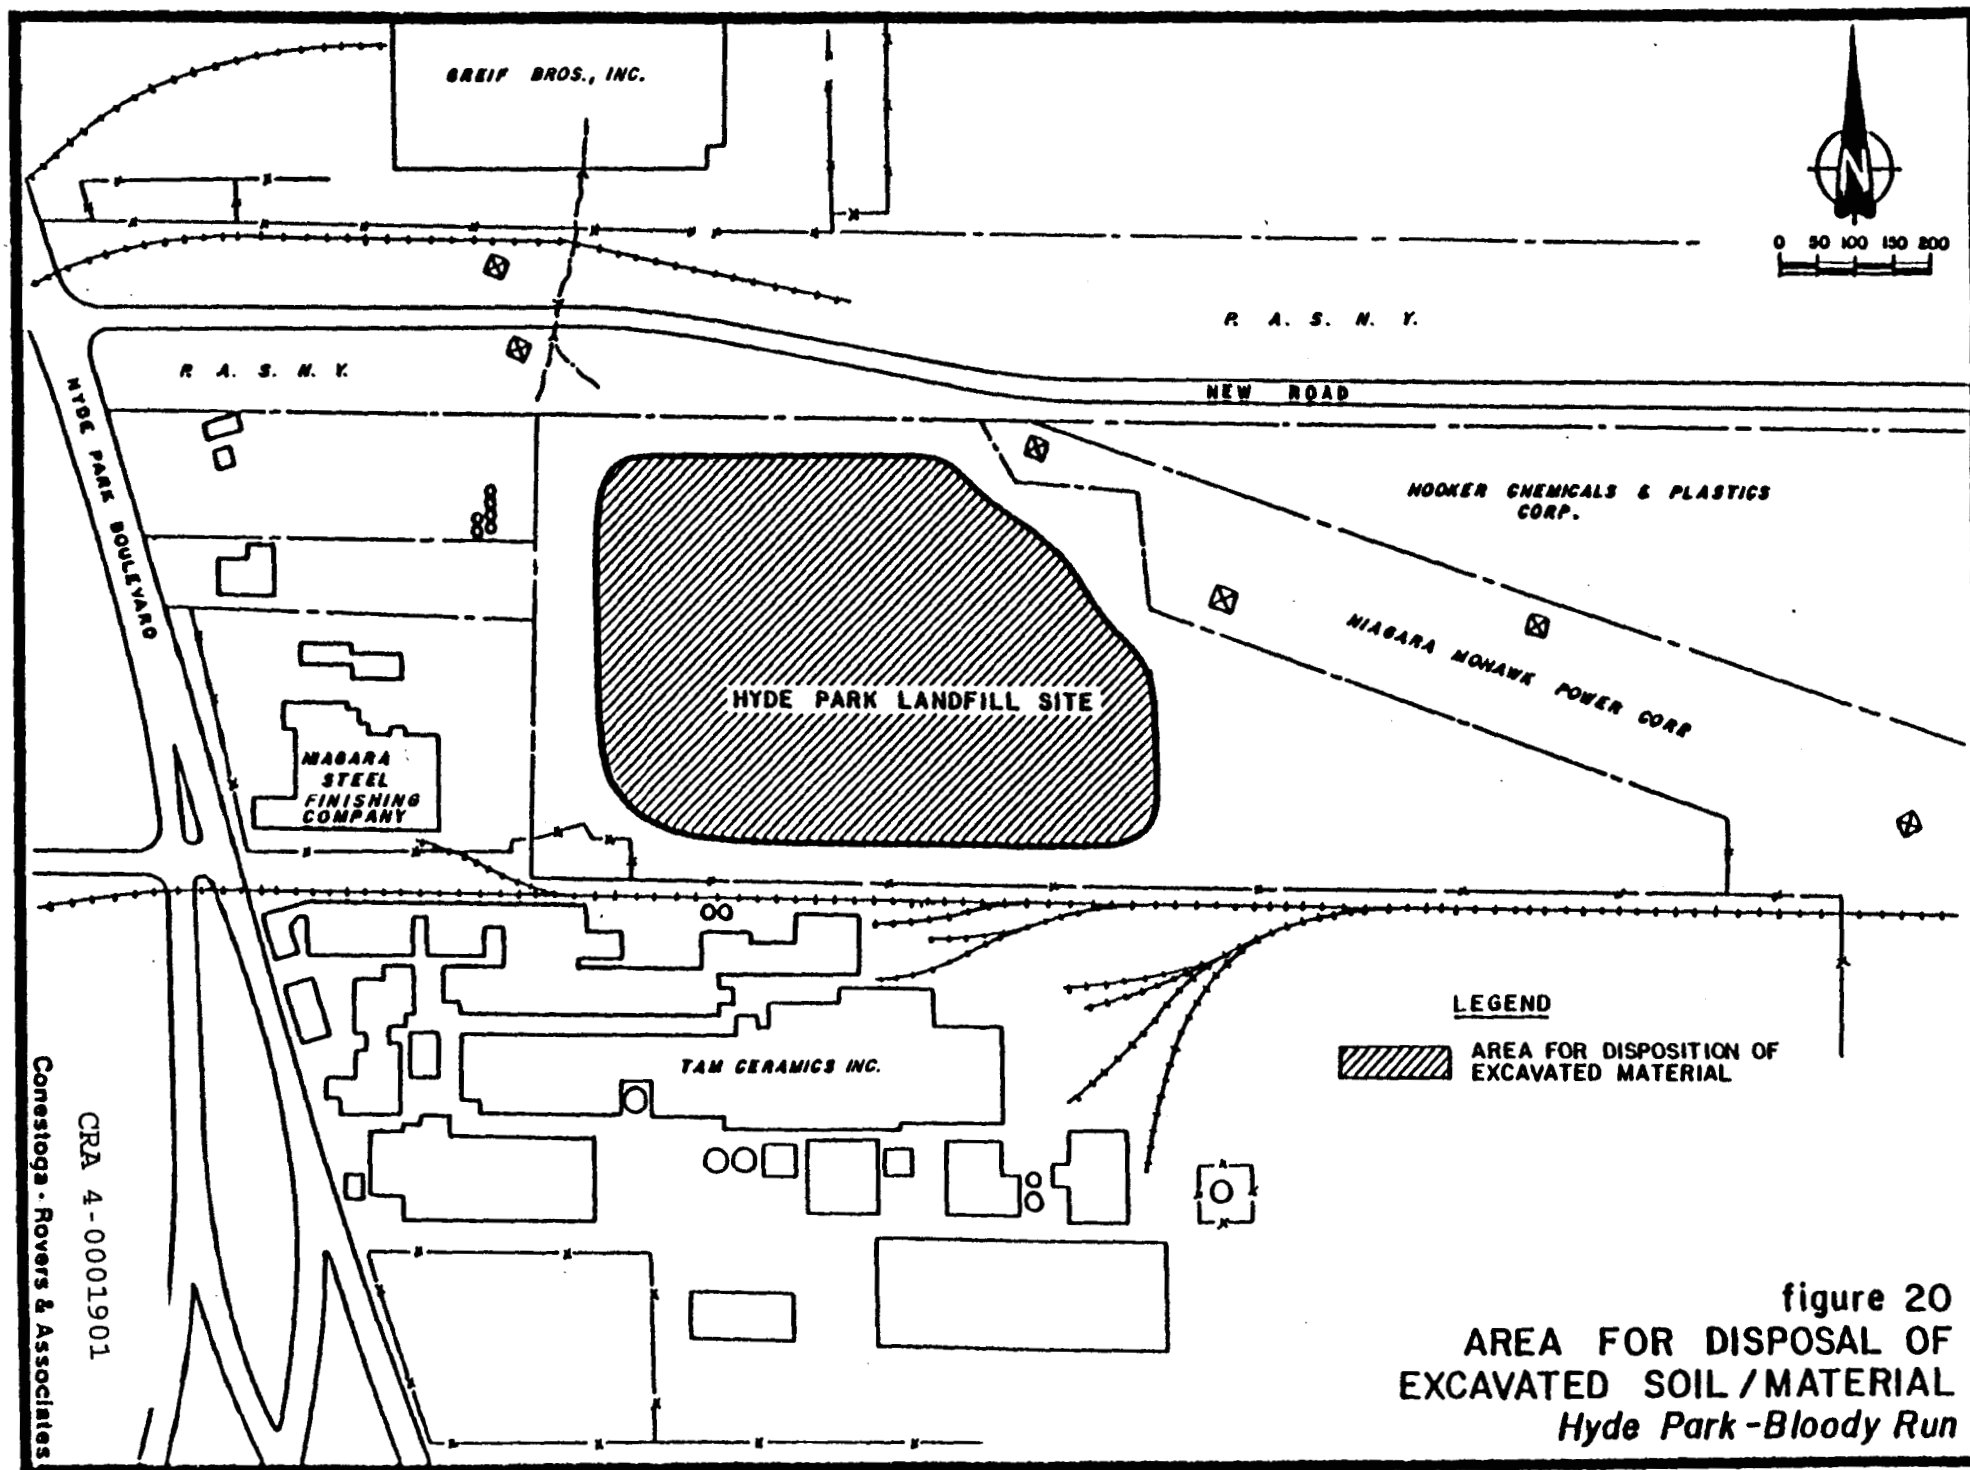 GREIF BROS., INC.
N
0 50 100 150 200
P. A. S. N. Y.
P. A. S. N. Y.
NEW ROAD
HYDE PARK BOULEVARD
HOOKER CHEMICALS & PLASTICS
CORP.
NIAGARA MOHAWK POWER CORP
HYDE PARK LANDFILL SITE
NIAGARA
STEEL
FINISHING
COMPANY
LEGEND
AREA FOR DISPOSITION OF
EXCAVATED MATERIAL
TAM CERAMICS INC.
CRA 4-0001901
Conestoga-Rovers & Associates
figure 20
AREA FOR DISPOSAL OF
EXCAVATED SOIL/MATERIAL
Hyde Park-Bloody Run